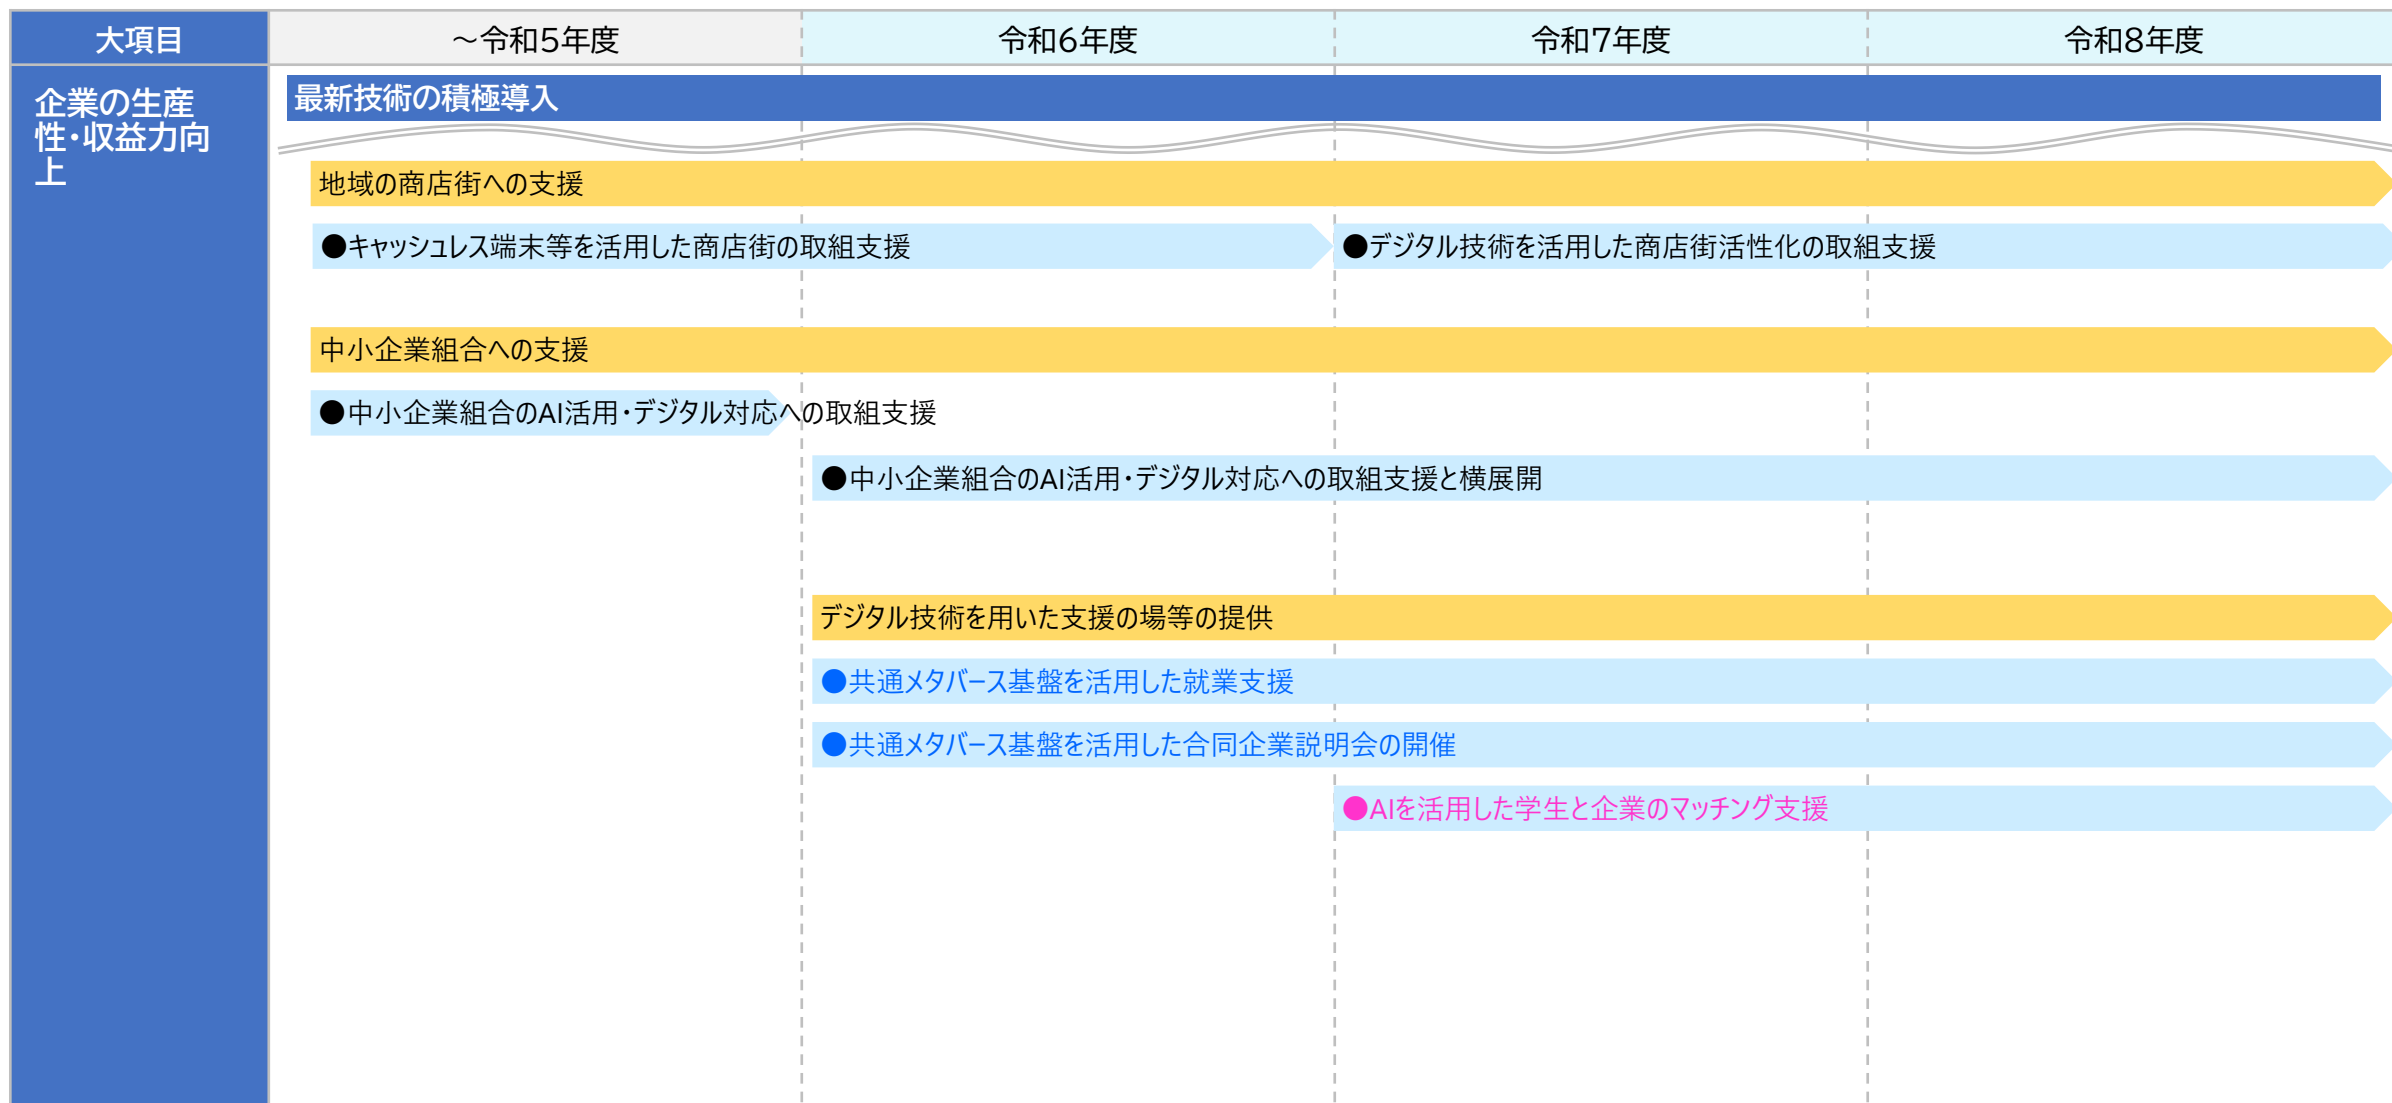 大項目
～令和5年度
令和6年度
令和7年度
令和8年度
企業の生産
性・収益力向
上
最新技術の積極導入
地域の商店街への支援
●キャッシュレス端末等を活用した商店街の取組支援
●デジタル技術を活用した商店街活性化の取組支援
中小企業組合への支援
●中小企業組合のAI活用・デジタル対応への取組支援
●中小企業組合のAI活用・デジタル対応への取組支援と横展開
デジタル技術を用いた支援の場等の提供
●共通メタバース基盤を活用した就業支援
●共通メタバース基盤を活用した合同企業説明会の開催
●AIを活用した学生と企業のマッチング支援